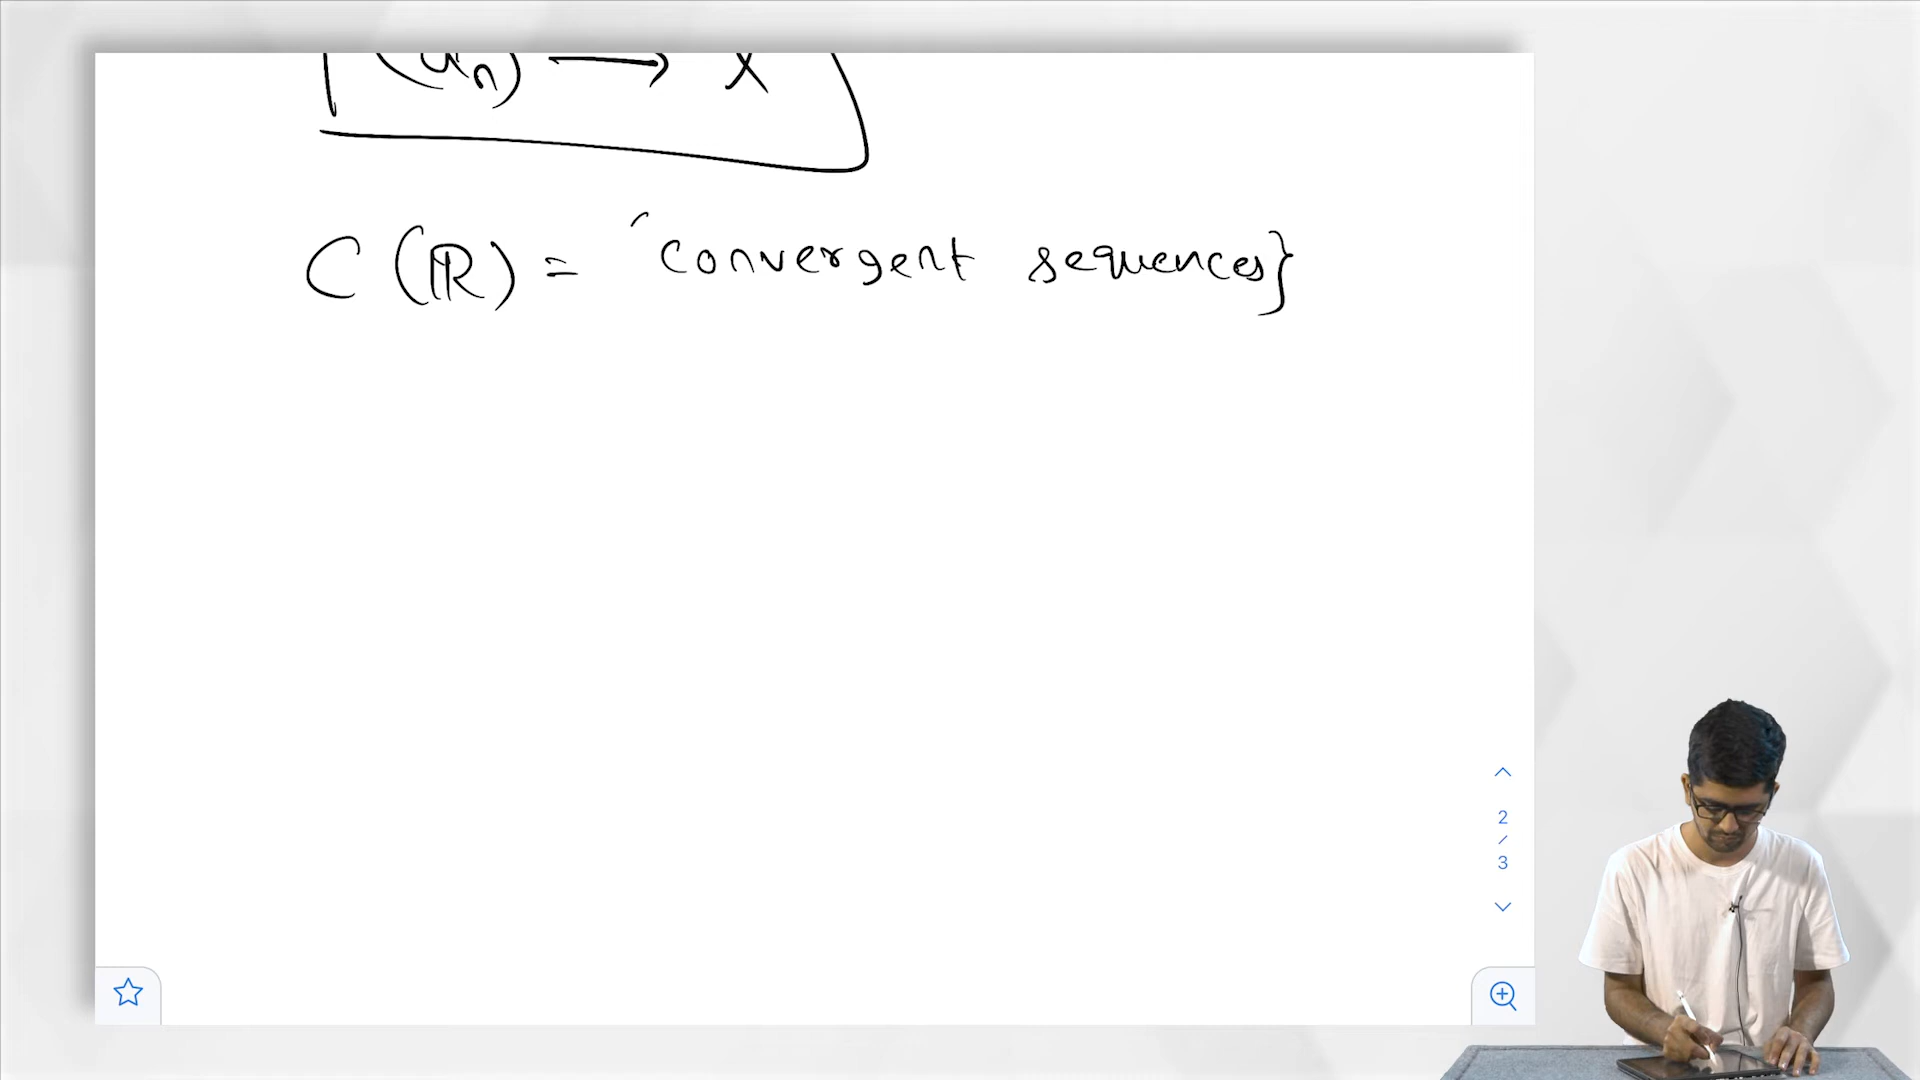 (aₙ) ⟶ x
C (ℝ) = convergent sequences}
2
/
3